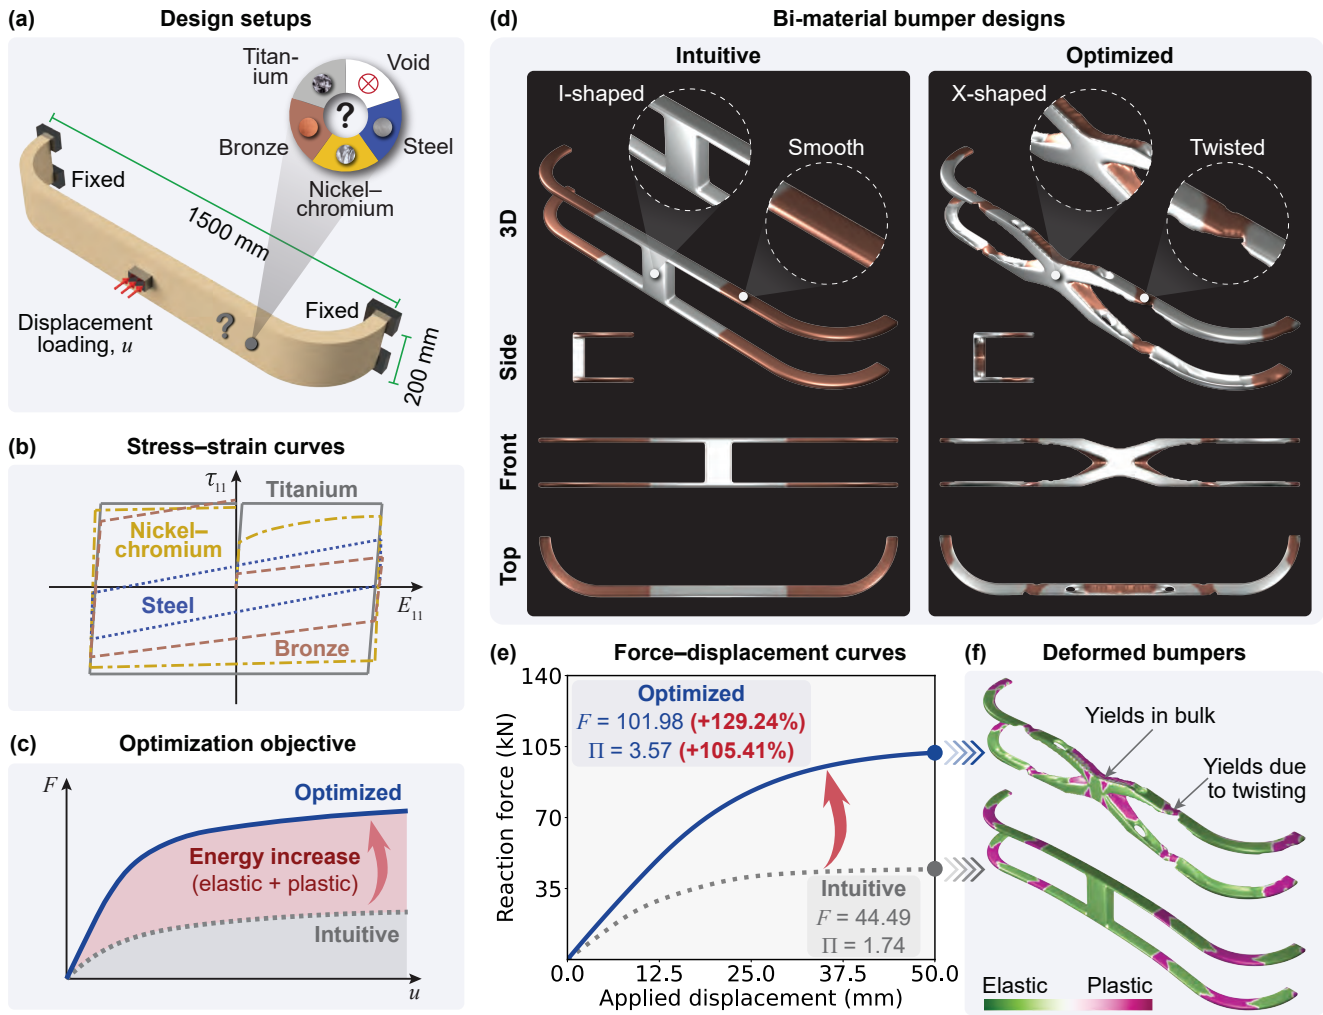 (a) Design setups
Titan-
ium
Void
Bronze
?
Steel
Nickel–
chromium
Fixed
1500 mm
Fixed
?
Displacement
loading, u
200 mm
(b) Stress–strain curves
τ11
Titanium
Nickel–
chromium
Steel
E11
Bronze
(c) Optimization objective
F
Optimized
Energy increase
(elastic + plastic)
Intuitive
u
(d) Bi-material bumper designs
Intuitive
Optimized
I-shaped
Smooth
X-shaped
Twisted
3D
Side
Front
Top
(e) Force–displacement curves
140
105
70
35
Reaction force (kN)
Optimized
F = 101.98 (+129.24%)
Π = 3.57 (+105.41%)
Intuitive
F = 44.49
Π = 1.74
0.0 12.5 25.0 37.5 50.0
Applied displacement (mm)
(f) Deformed bumpers
Yields in bulk
Yields due
to twisting
Elastic Plastic